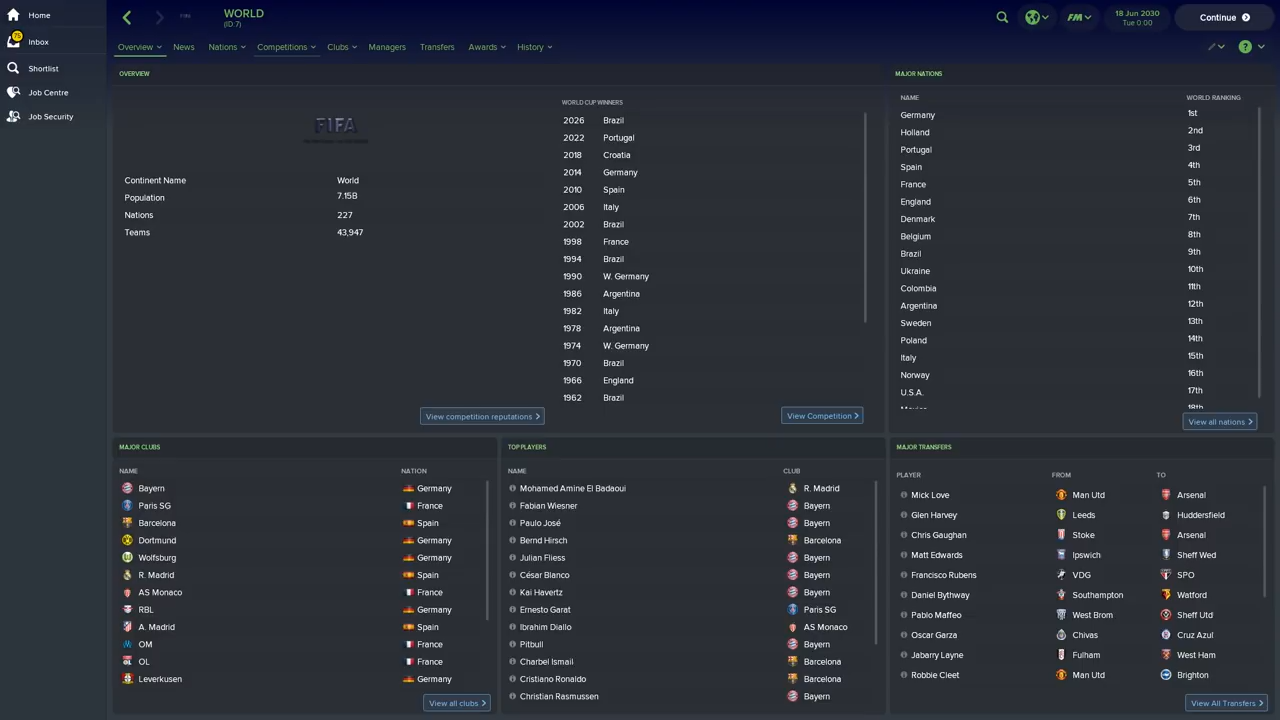 Home
Inbox
75
Shortlist
Job Centre
Job Security
FIFA
WORLD
(ID:7)
FM
18 Jun 2030
Tue 0:00
Continue
Overview
News
Nations
Competitions
Clubs
Managers
Transfers
Awards
History
?
OVERVIEW
FIFA
Continent Name World
Population 7.15B
Nations 227
Teams 43,947
WORLD CUP WINNERS
2026 Brazil
2022 Portugal
2018 Croatia
2014 Germany
2010 Spain
2006 Italy
2002 Brazil
1998 France
1994 Brazil
1990 W. Germany
1986 Argentina
1982 Italy
1978 Argentina
1974 W. Germany
1970 Brazil
1966 England
1962 Brazil
View competition reputations
View Competition
MAJOR NATIONS
NAME WORLD RANKING
Germany 1st
Holland 2nd
Portugal 3rd
Spain 4th
France 5th
England 6th
Denmark 7th
Belgium 8th
Brazil 9th
Ukraine 10th
Colombia 11th
Argentina 12th
Sweden 13th
Poland 14th
Italy 15th
Norway 16th
U.S.A. 17th
Mexico 18th
View all nations
MAJOR CLUBS
NAME NATION
Bayern Germany
Paris SG France
Barcelona Spain
Dortmund Germany
Wolfsburg Germany
R. Madrid Spain
AS Monaco France
RBL Germany
A. Madrid Spain
OM France
OL France
Leverkusen Germany
View all clubs
TOP PLAYERS
NAME CLUB
Mohamed Amine El Badaoui R. Madrid
Fabian Wiesner Bayern
Paulo José Bayern
Bernd Hirsch Barcelona
Julian Fliess Bayern
César Blanco Bayern
Kai Havertz Bayern
Ernesto Garat Paris SG
Ibrahim Diallo AS Monaco
Pitbull Bayern
Charbel Ismail Barcelona
Cristiano Ronaldo Barcelona
Christian Rasmussen Bayern
MAJOR TRANSFERS
PLAYER FROM TO
Mick Love Man Utd Arsenal
Glen Harvey Leeds Huddersfield
Chris Gaughan Stoke Arsenal
Matt Edwards Ipswich Sheff Wed
Francisco Rubens VDG SPO
Daniel Bythway Southampton Watford
Pablo Maffeo West Brom Sheff Utd
Oscar Garza Chivas Cruz Azul
Jabarry Layne Fulham West Ham
Robbie Cleet Man Utd Brighton
View All Transfers